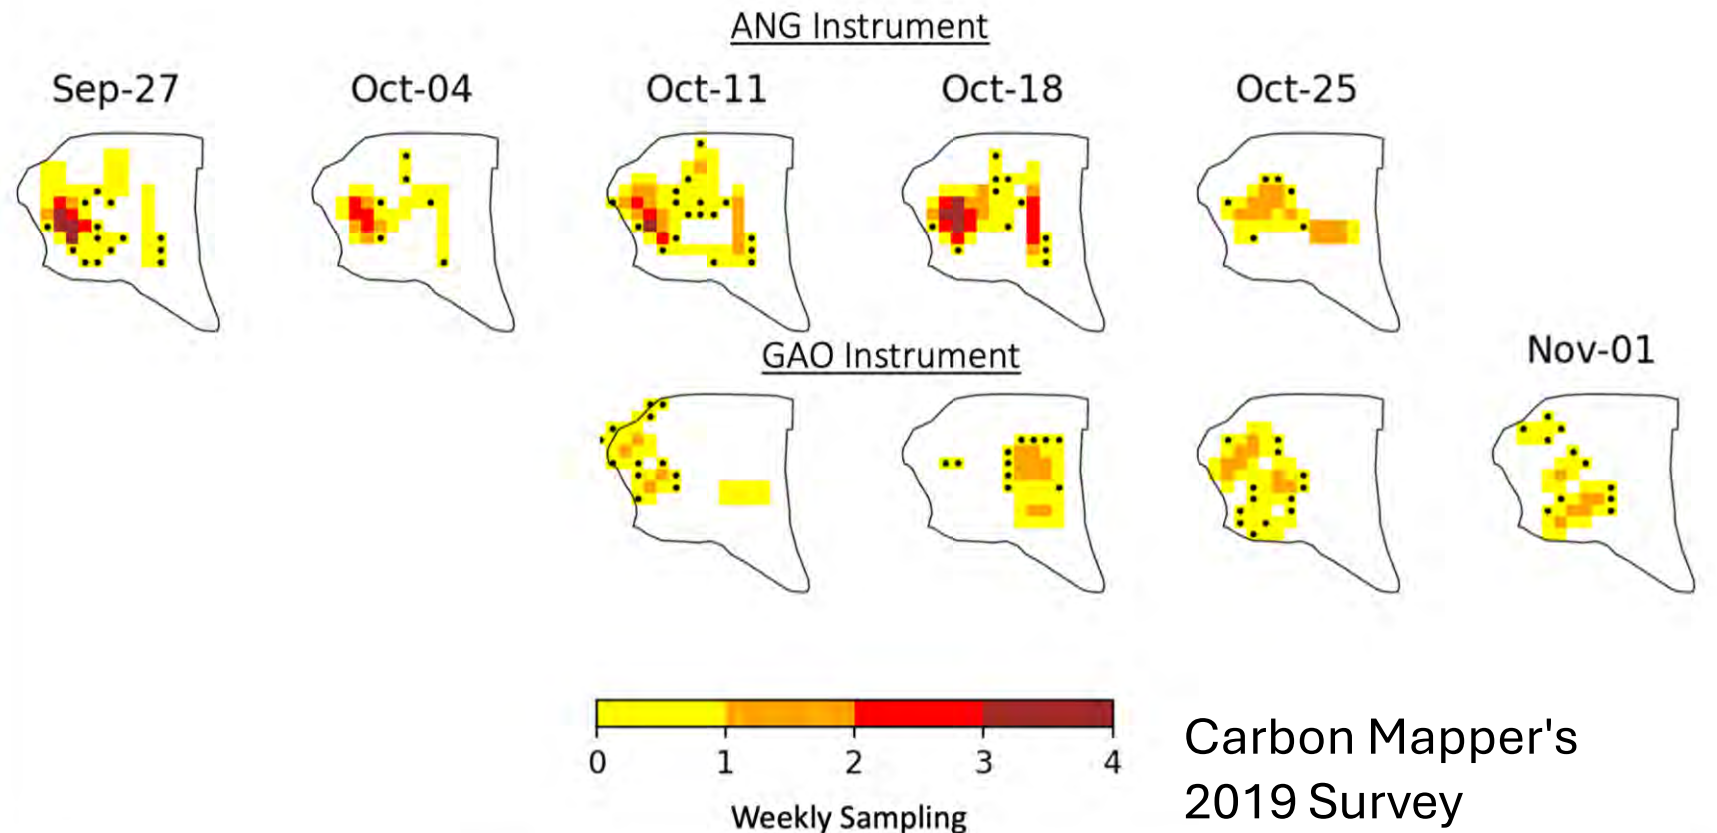 ANG Instrument
Sep-27 Oct-04 Oct-11 Oct-18 Oct-25
GAO Instrument
Nov-01
0 1 2 3 4
Weekly Sampling
Carbon Mapper's
2019 Survey